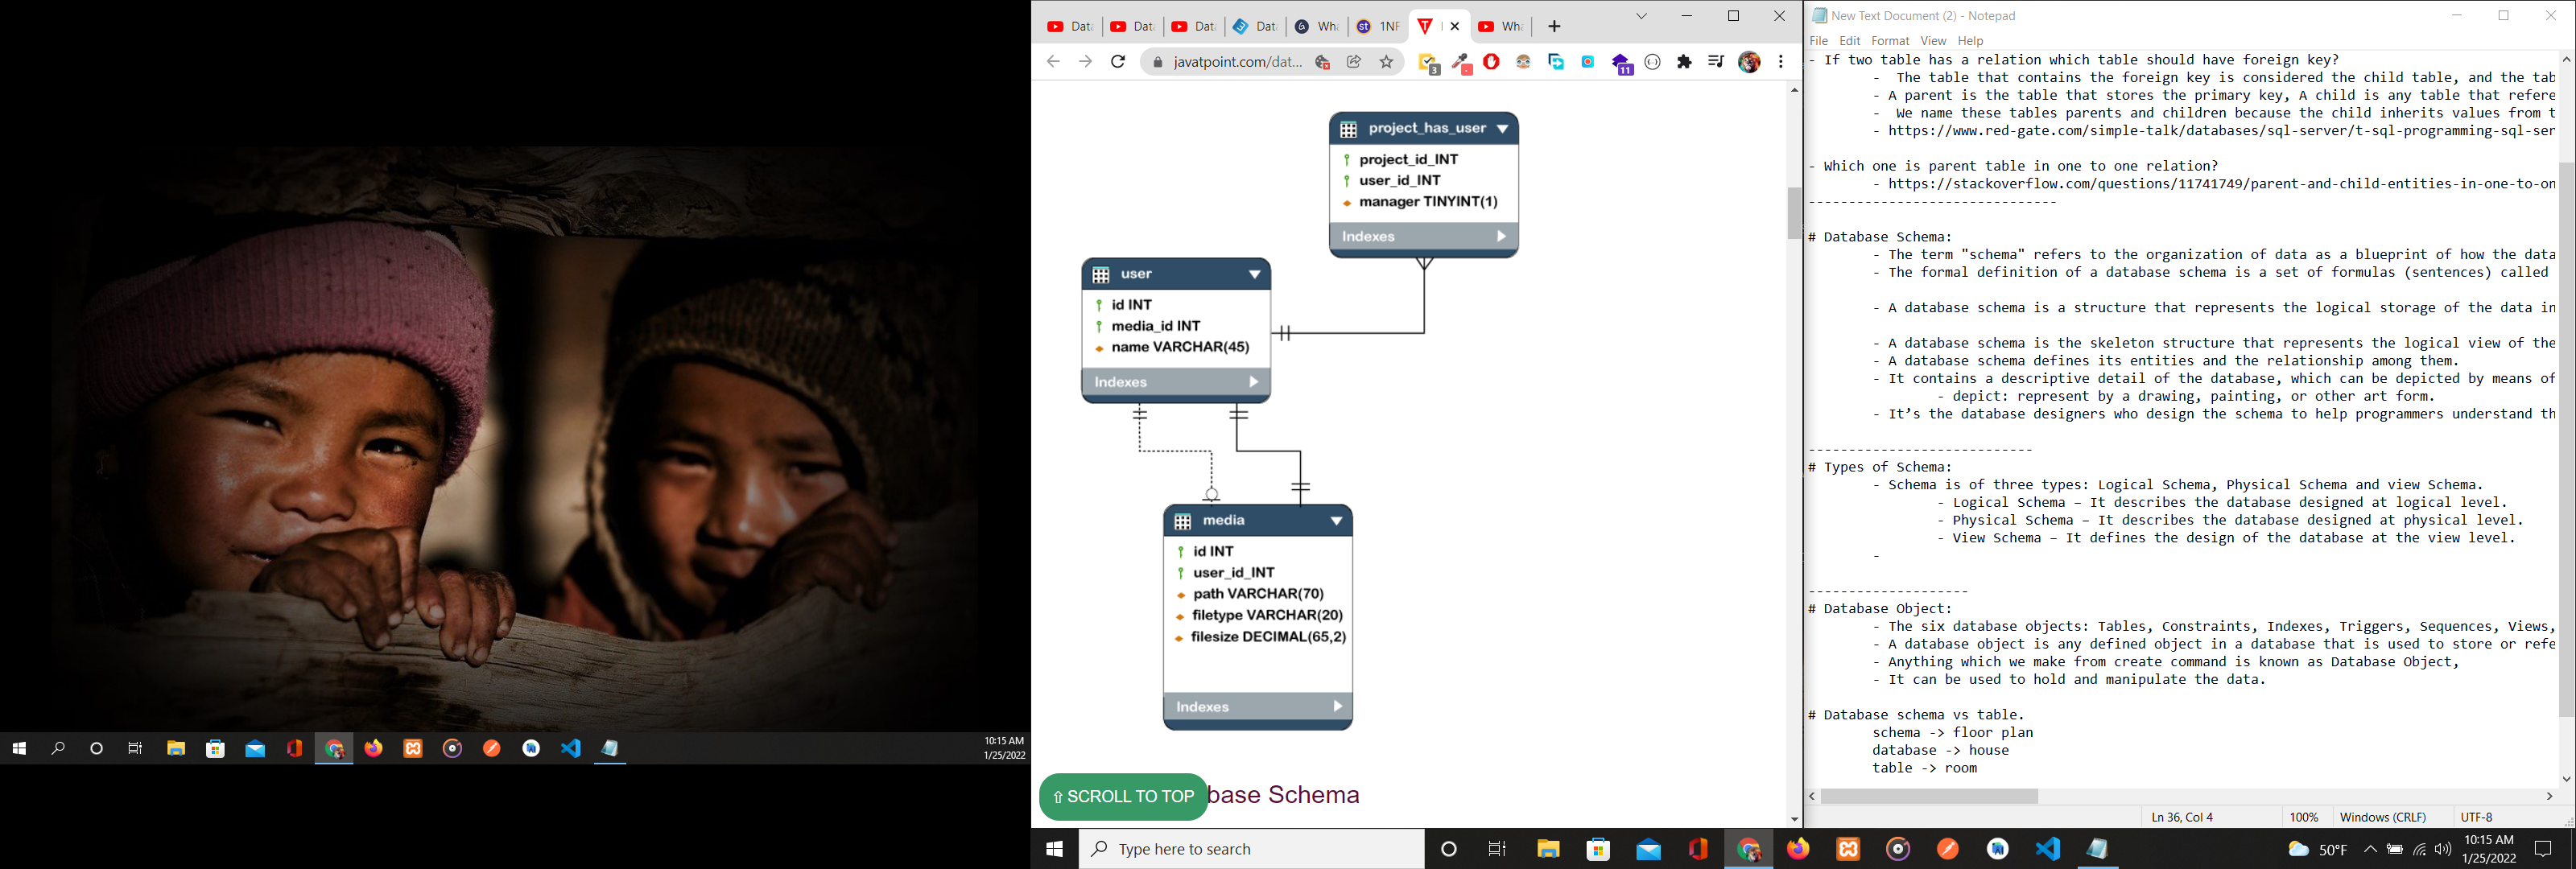 10:15 AM
1/25/2022
Data
Data
Data
Data
Wha
1NF
Wha
javatpoint.com/dat...
3
11
project_has_user
project_id_INT
user_id_INT
manager TINYINT(1)
Indexes
user
id INT
media_id INT
name VARCHAR(45)
Indexes
media
id INT
user_id_INT
path VARCHAR(70)
filetype VARCHAR(20)
filesize DECIMAL(65,2)
Indexes
⇧ SCROLL TO TOP
base Schema
New Text Document (2) - Notepad
File Edit Format View Help
- If two table has a relation which table should have foreign key?
- The table that contains the foreign key is considered the child table, and the tab
- A parent is the table that stores the primary key, A child is any table that refere
- We name these tables parents and children because the child inherits values from t
- https://www.red-gate.com/simple-talk/databases/sql-server/t-sql-programming-sql-ser
- Which one is parent table in one to one relation?
- https://stackoverflow.com/questions/11741749/parent-and-child-entities-in-one-to-on
-------------------------------
# Database Schema:
- The term "schema" refers to the organization of data as a blueprint of how the data
- The formal definition of a database schema is a set of formulas (sentences) called
- A database schema is a structure that represents the logical storage of the data in
- A database schema is the skeleton structure that represents the logical view of the
- A database schema defines its entities and the relationship among them.
- It contains a descriptive detail of the database, which can be depicted by means of
- depict: represent by a drawing, painting, or other art form.
- It’s the database designers who design the schema to help programmers understand th
----------------------------
# Types of Schema:
- Schema is of three types: Logical Schema, Physical Schema and view Schema.
- Logical Schema – It describes the database designed at logical level.
- Physical Schema – It describes the database designed at physical level.
- View Schema – It defines the design of the database at the view level.
-
--------------------
# Database Object:
- The six database objects: Tables, Constraints, Indexes, Triggers, Sequences, Views,
- A database object is any defined object in a database that is used to store or refe
- Anything which we make from create command is known as Database Object,
- It can be used to hold and manipulate the data.
# Database schema vs table.
schema -> floor plan
database -> house
table -> room
Ln 36, Col 4
100%
Windows (CRLF)
UTF-8
Type here to search
50°F
10:15 AM
1/25/2022